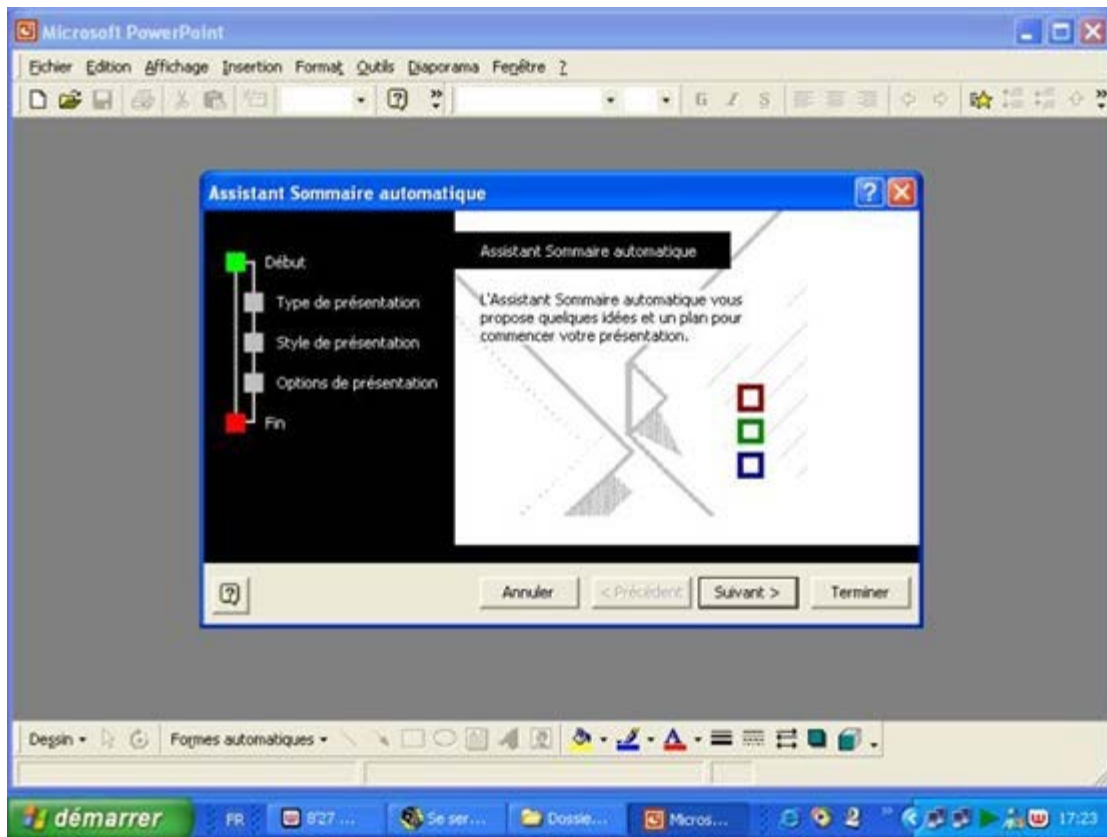 Microsoft PowerPoint
Fichier Edition Affichage Insertion Format Outils Diaporama Fenêtre ?
G I S
Assistant Sommaire automatique
Début
Type de présentation
Style de présentation
Options de présentation
Fin
Assistant Sommaire automatique
L'Assistant Sommaire automatique vous
propose quelques idées et un plan pour
commencer votre présentation.
Annuler < Précédent Suivant > Terminer
Dessin Formes automatiques
démarrer FR 8'27 ... Se ser... Dossie... Micros... 17:23